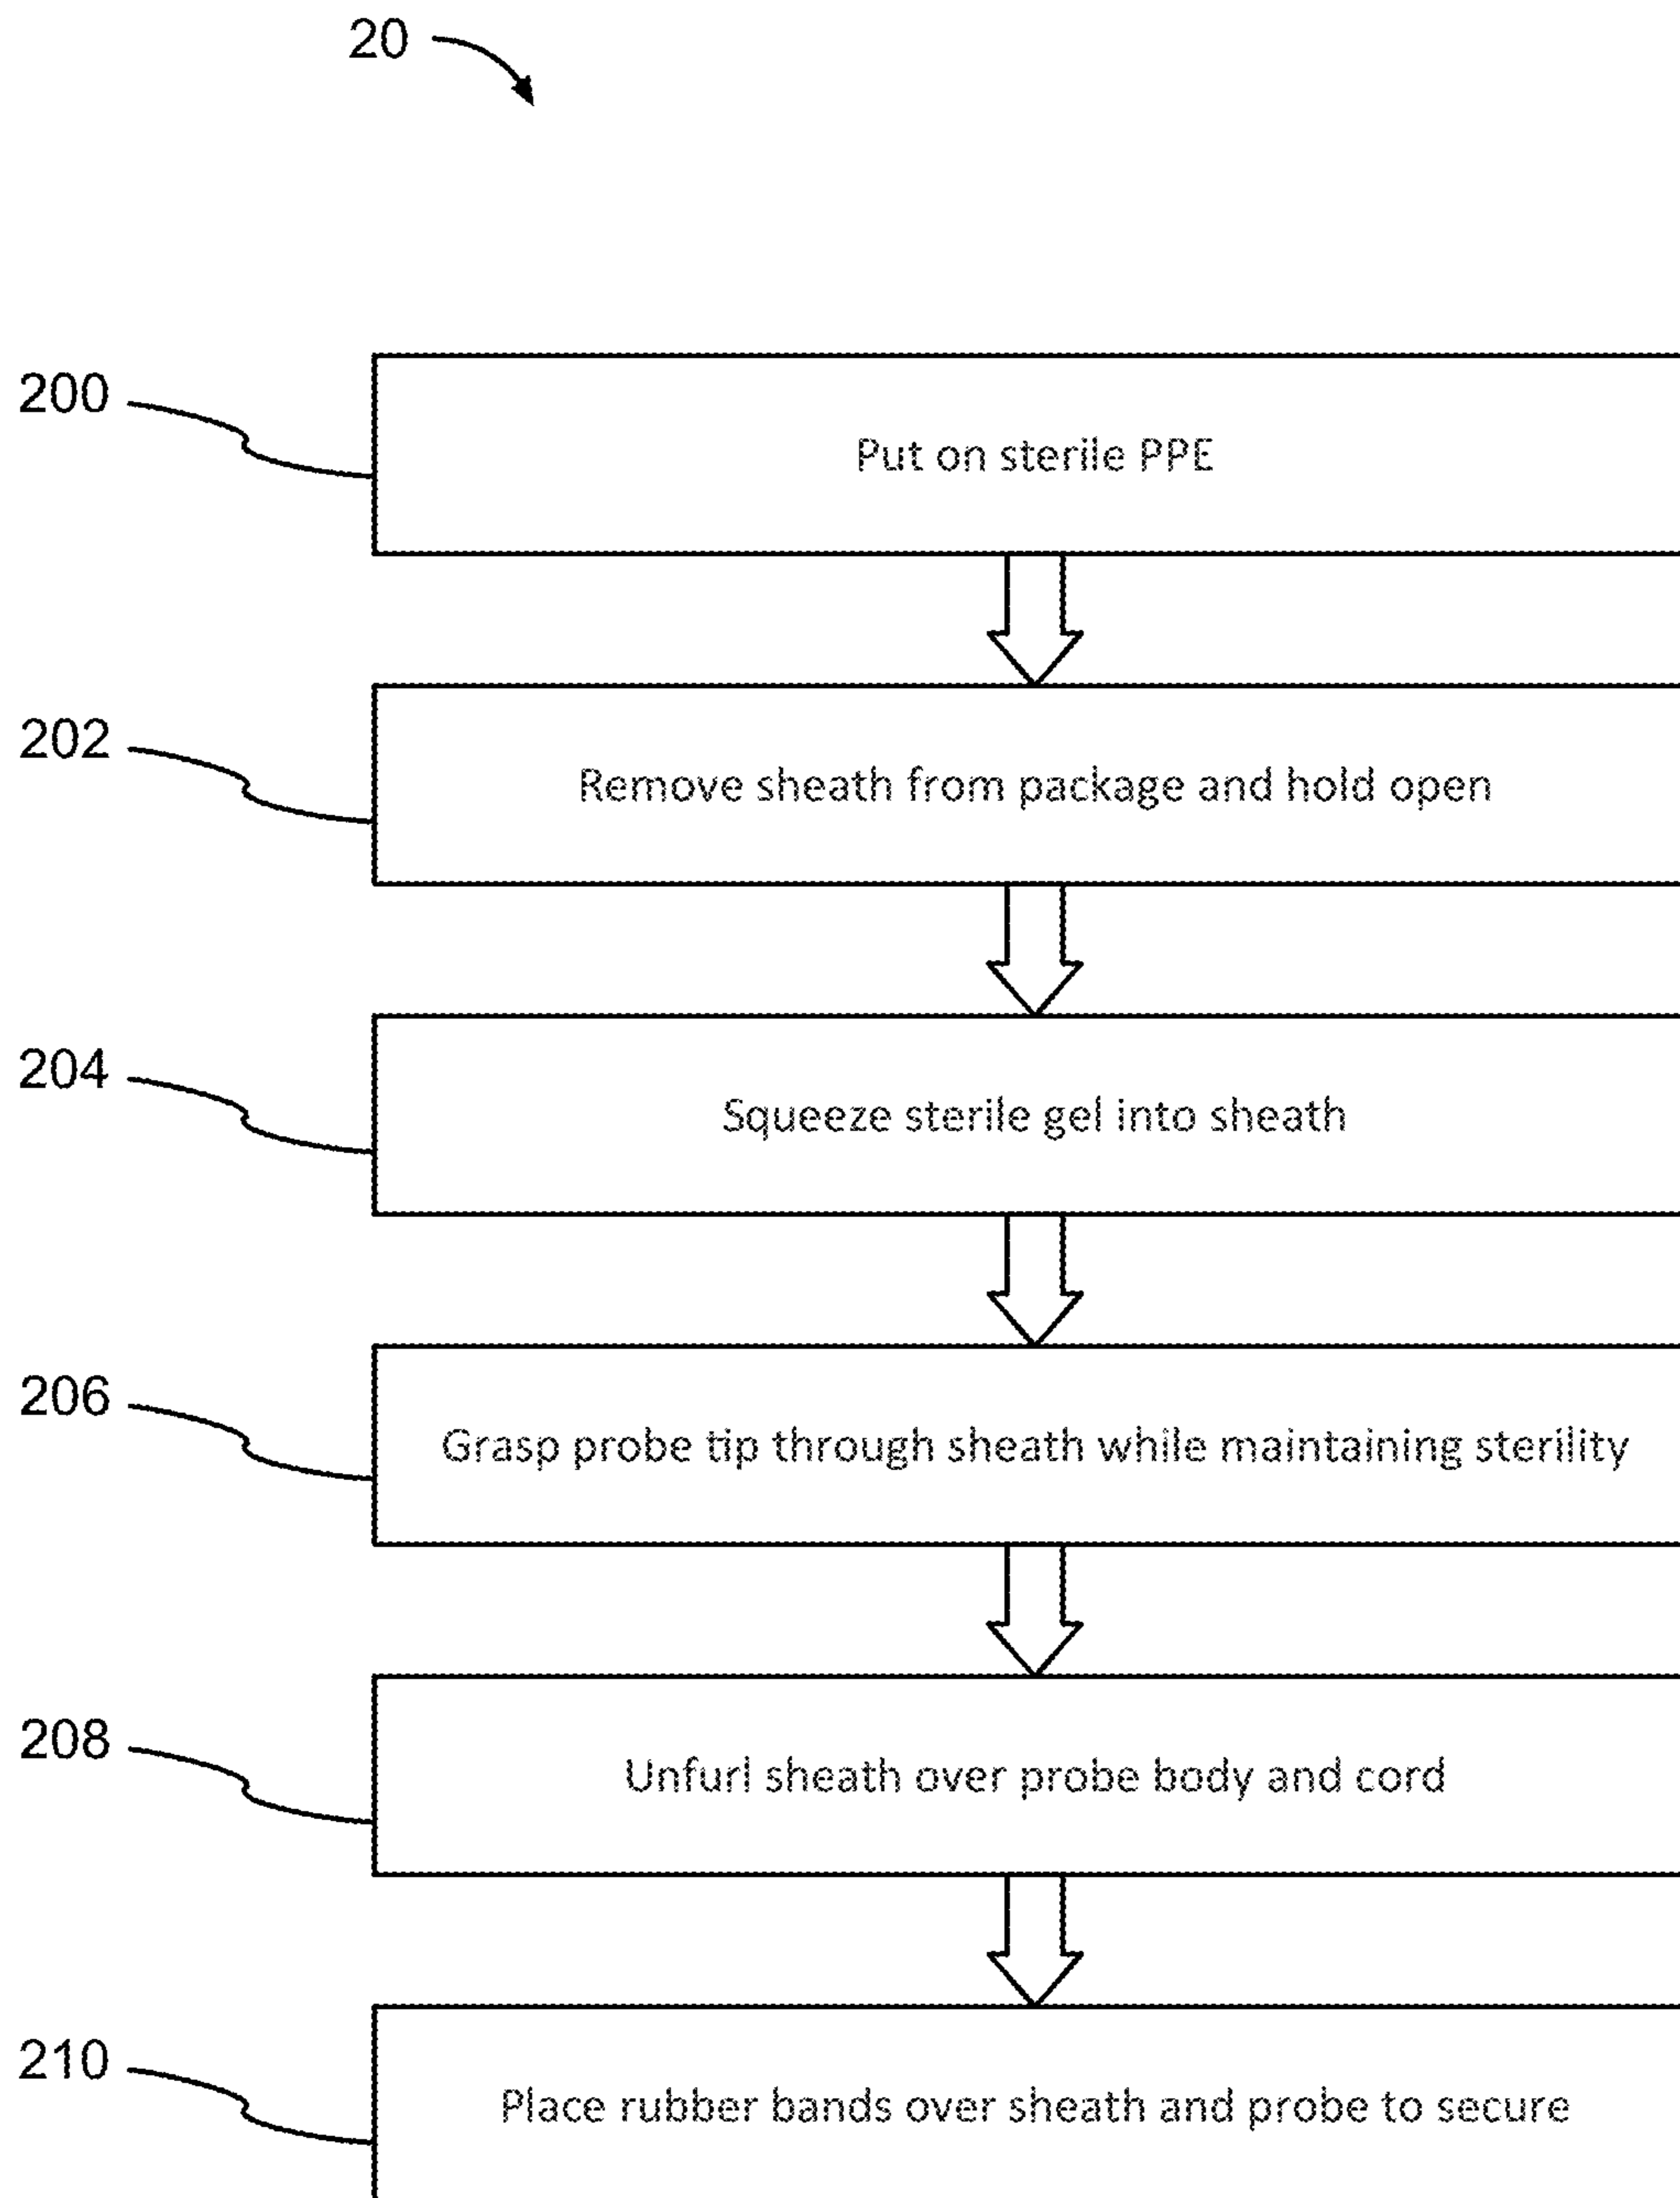 20
200
Put on sterile PPE
202
Remove sheath from package and hold open
204
Squeeze sterile gel into sheath
206
Grasp probe tip through sheath while maintaining sterility
208
Unfurl sheath over probe body and cord
210
Place rubber bands over sheath and probe to secure